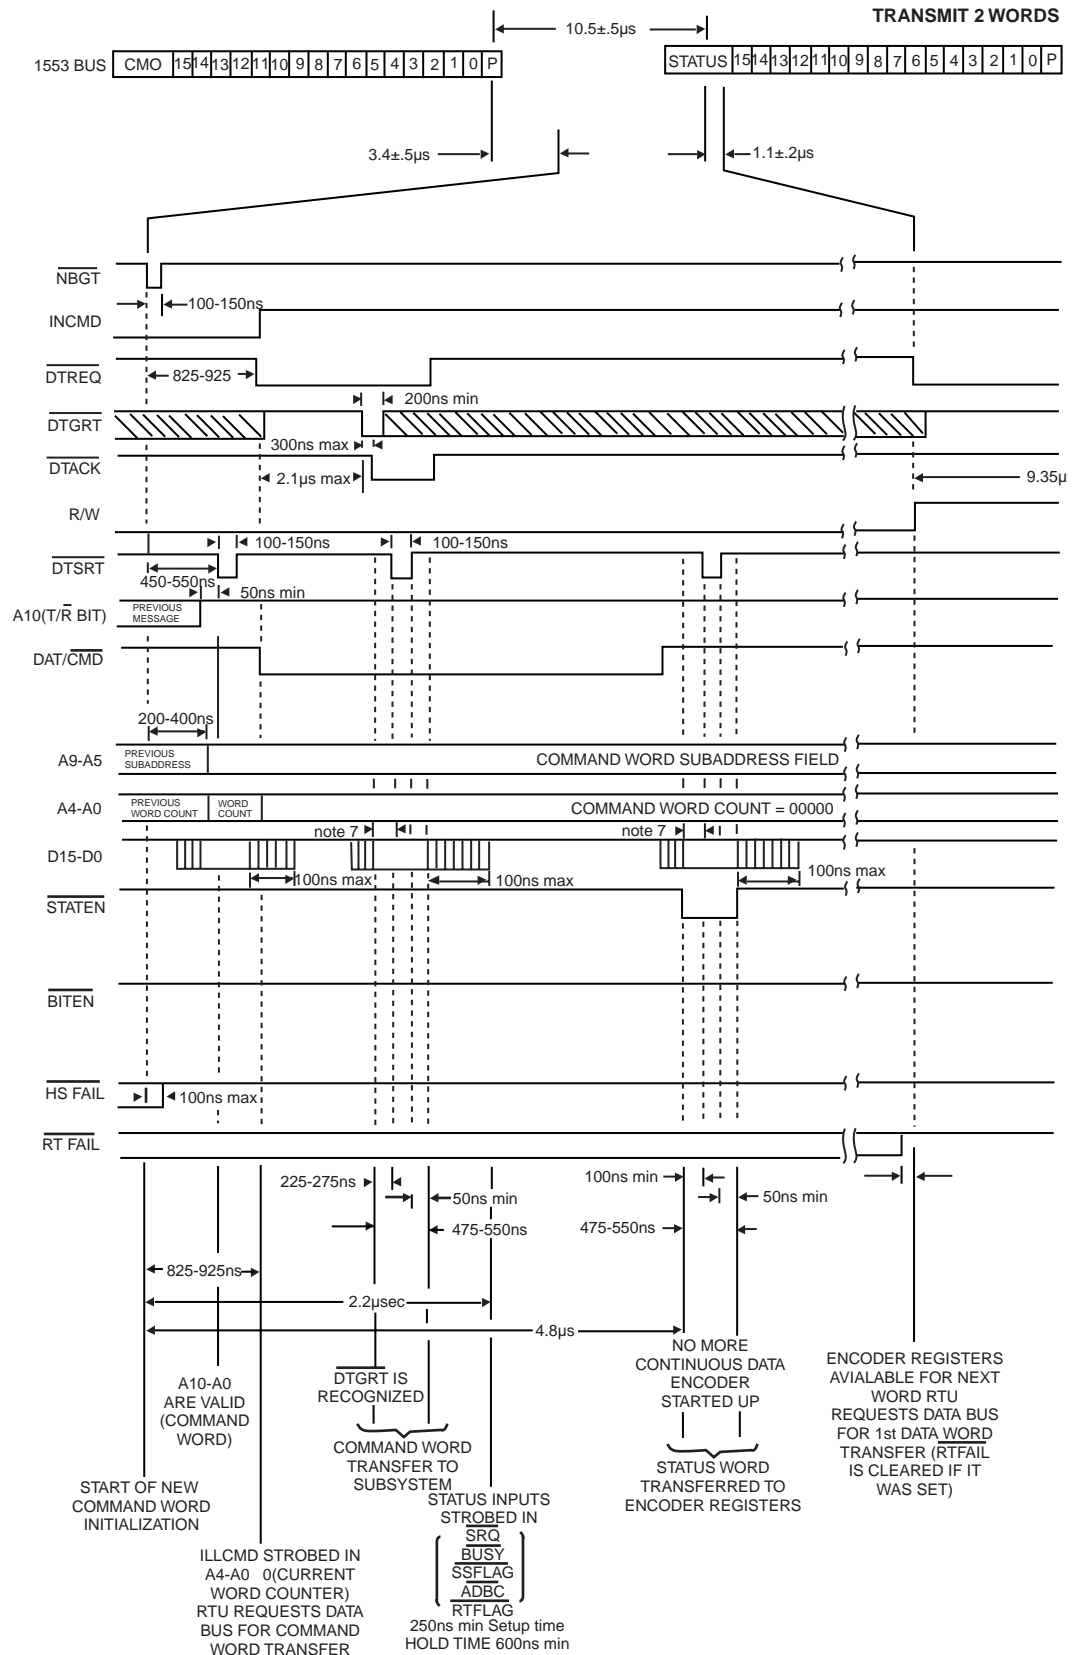 TRANSMIT 2 WORDS
10.5±.5µs
1553 BUS CMO 15 14 13 12 11 10 9 8 7 6 5 4 3 2 1 0 P STATUS 15 14 13 12 11 10 9 8 7 6 5 4 3 2 1 0 P
3.4±.5µs 1.1±.2µs
NBGT
100-150ns
INCMD
DTREQ 825-925
200ns min
DTGRT
300ns max
DTACK
2.1µs max 9.35µ
R/W
100-150ns 100-150ns
DTSRT
450-550ns
50ns min
A10(T/R BIT) PREVIOUS
MESSAGE
DAT/CMD
200-400ns
A9-A5 PREVIOUS
SUBADDRESS COMMAND WORD SUBADDRESS FIELD
A4-A0 PREVIOUS
WORD COUNT WORD
COUNT COMMAND WORD COUNT = 00000
note 7 note 7
D15-D0
100ns max 100ns max 100ns max
STATEN
BITEN
HS FAIL 100ns max
RT FAIL
225-275ns 100ns min
50ns min 50ns min
475-550ns 475-550ns
825-925ns
2.2µsec
4.8µs
A10-A0
ARE VALID
(COMMAND
WORD)
DTGRT IS
RECOGNIZED
NO MORE
CONTINUOUS DATA
ENCODER
STARTED UP
ENCODER REGISTERS
AVIALABLE FOR NEXT
WORD RTU
REQUESTS DATA BUS
FOR 1st DATA WORD
TRANSFER (RTFAIL
IS CLEARED IF IT
WAS SET)
START OF NEW
COMMAND WORD
INITIALIZATION
COMMAND WORD
TRANSFER TO
SUBSYSTEM
STATUS WORD
TRANSFERRED TO
ENCODER REGISTERS
STATUS INPUTS
STROBED IN
SRQ
BUSY
SSFLAG
ADBC
RTFLAG
250ns min Setup time
HOLD TIME 600ns min
ILLCMD STROBED IN
A4-A0 0(CURRENT
WORD COUNTER)
RTU REQUESTS DATA
BUS FOR COMMAND
WORD TRANSFER